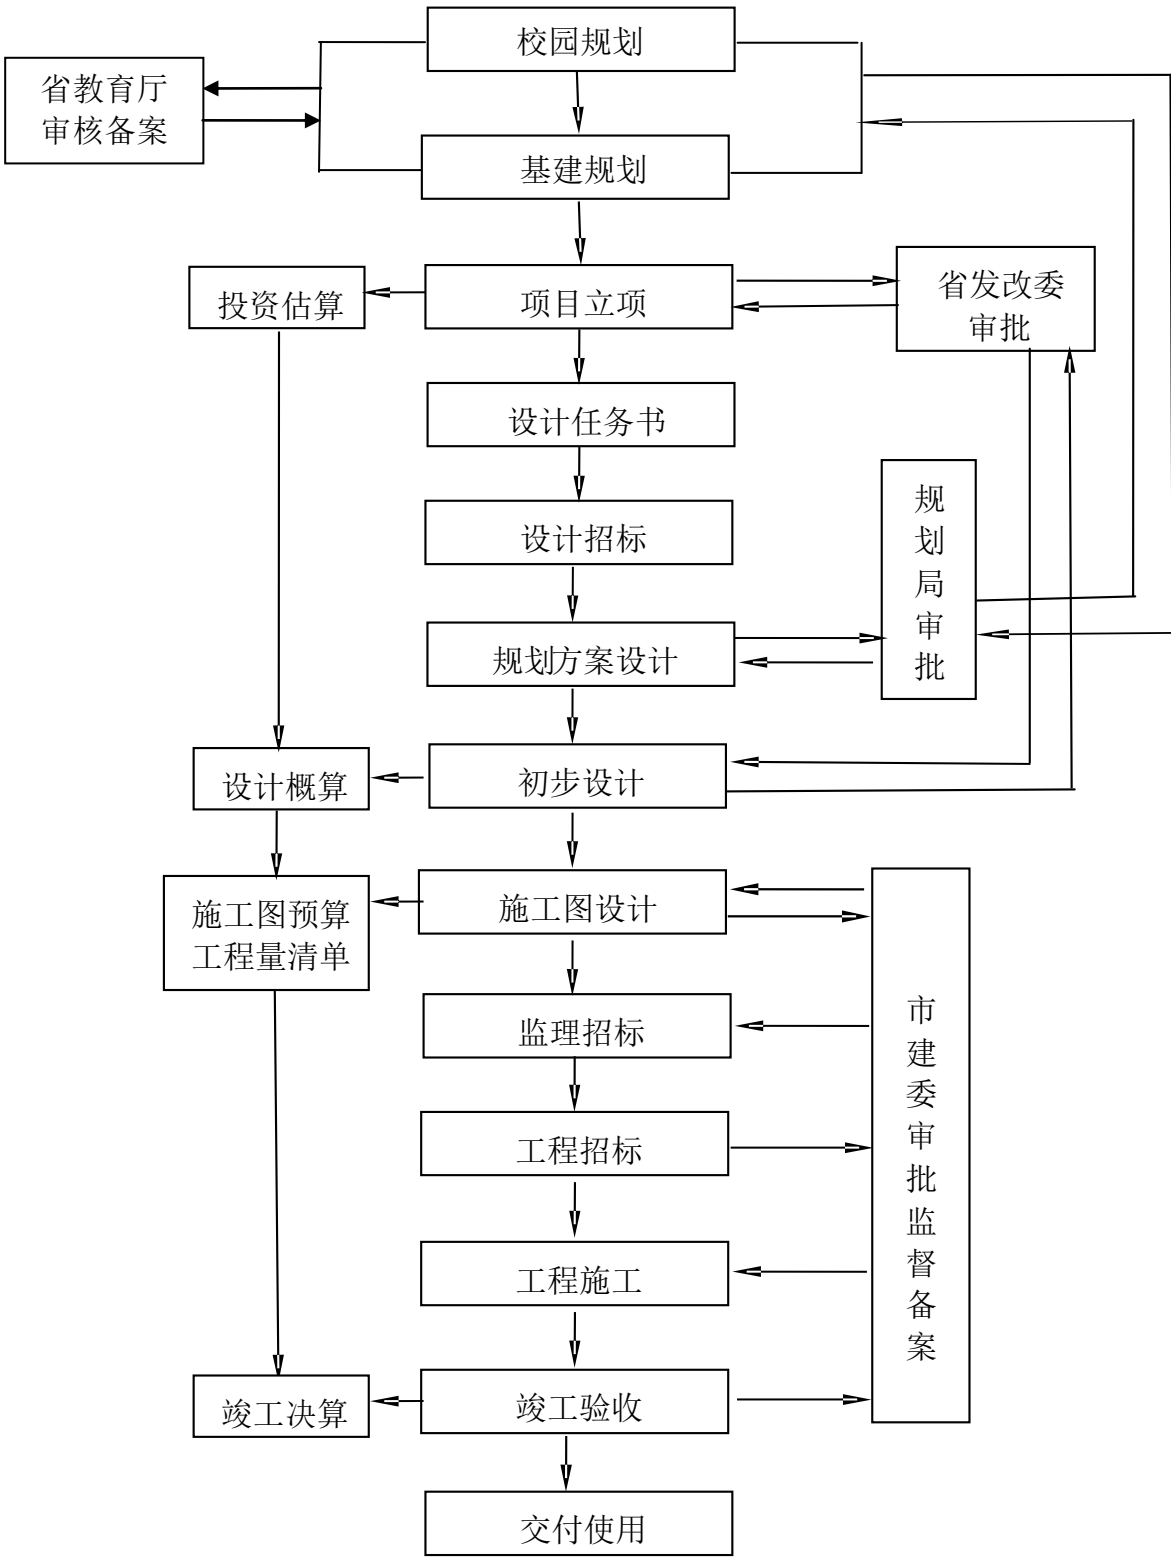 校园规划
省教育厅
审核备案
基建规划
投资估算
项目立项
省发改委
审批
设计任务书
设计招标
规划局审批
规划方案设计
设计概算
初步设计
施工图预算
工程量清单
施工图设计
监理招标
市建委审批监督备案
工程招标
工程施工
竣工决算
竣工验收
交付使用